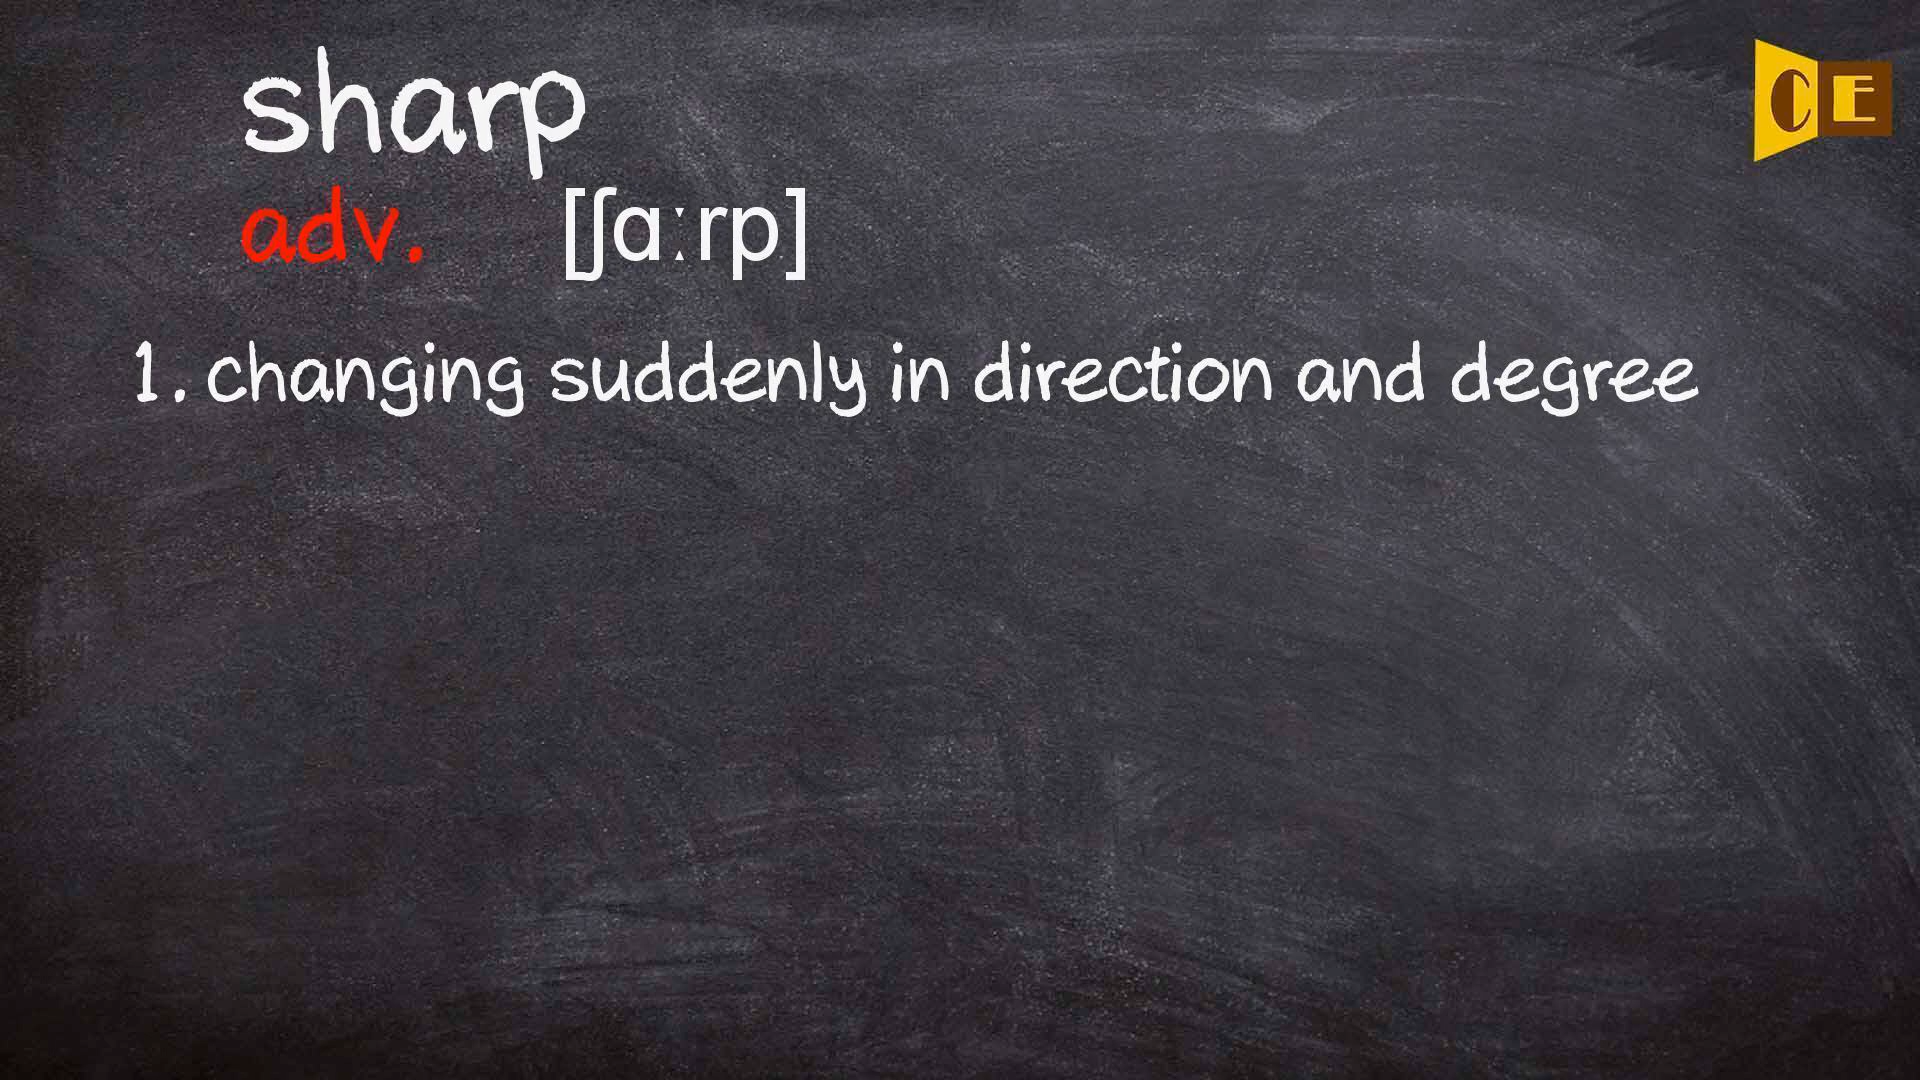 sharp
CE
adv. [ʃɑːrp]
1. changing suddenly in direction and degree